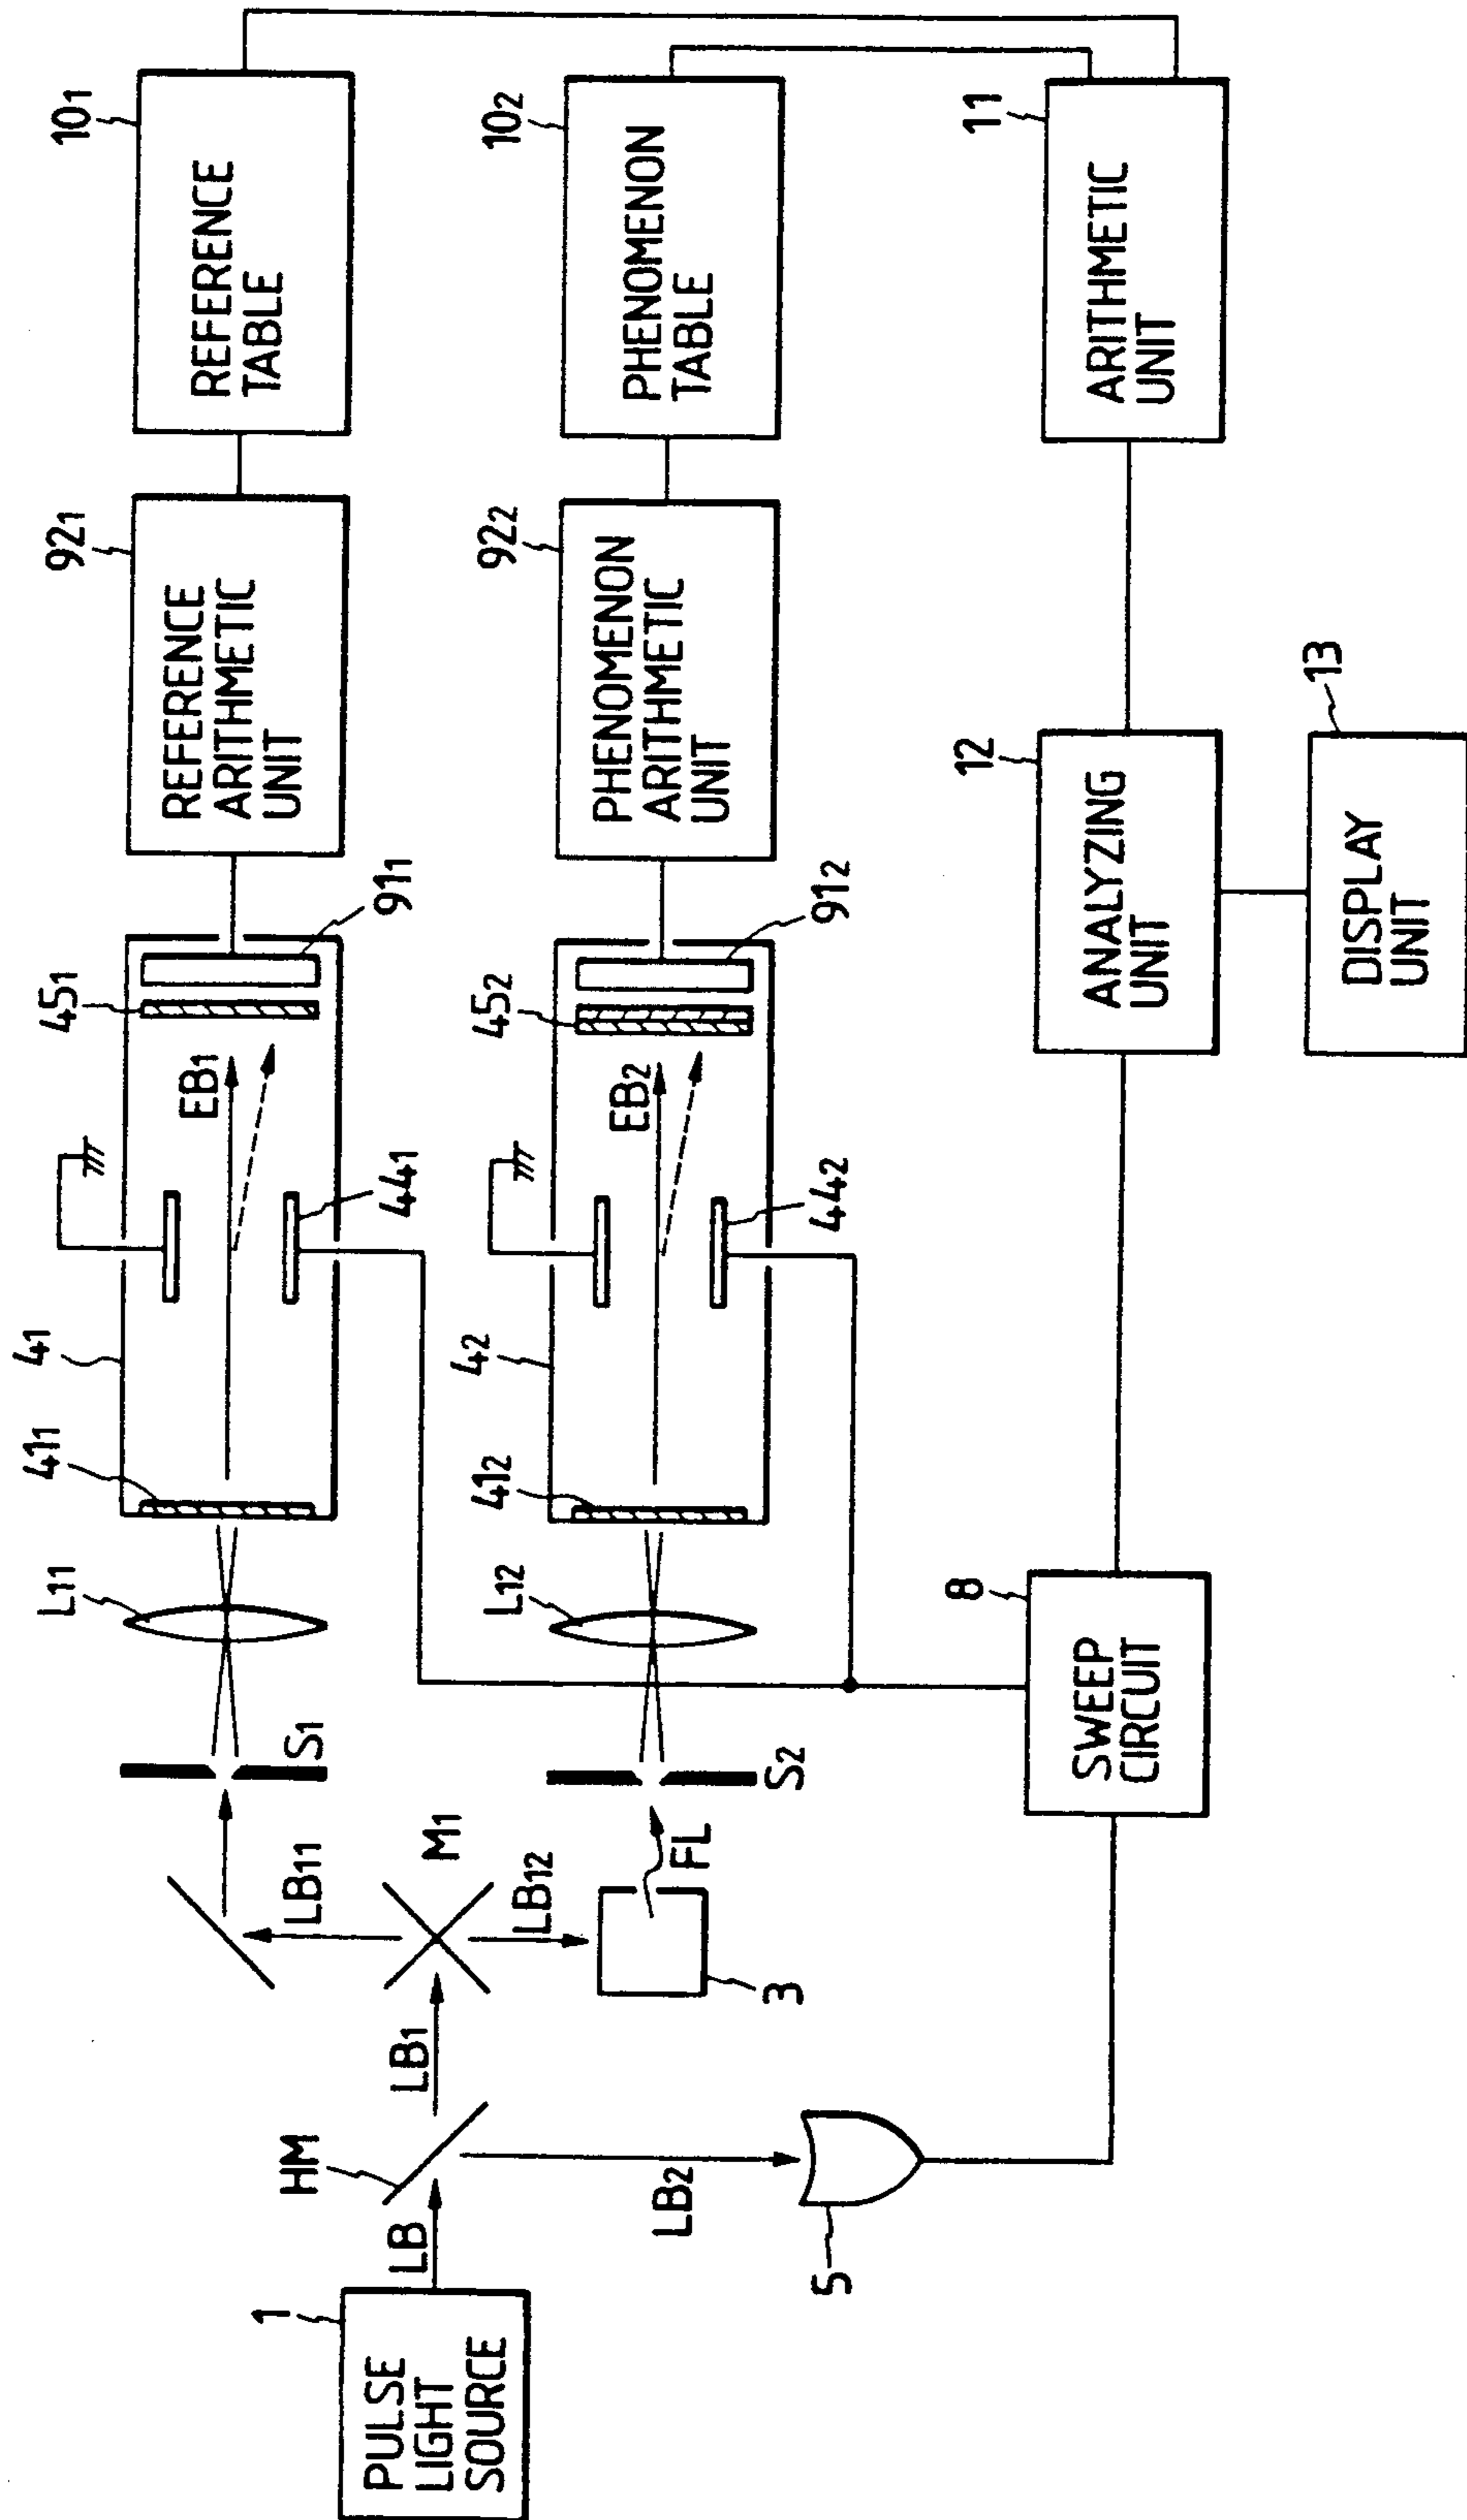 1
PULSE
LIGHT
SOURCE
LB
HM
LB1
LB2
5
M1
LB11
LB12
3
FL
S1
S2
L11
L12
411
41
441
EB1
451
911
412
42
442
EB2
452
912
921
REFERENCE
ARITHMETIC
UNIT
922
PHENOMENON
ARITHMETIC
UNIT
101
REFERENCE
TABLE
102
PHENOMENON
TABLE
8
SWEEP
CIRCUIT
12
ANALYZING
UNIT
13
DISPLAY
UNIT
11
ARITHMETIC
UNIT